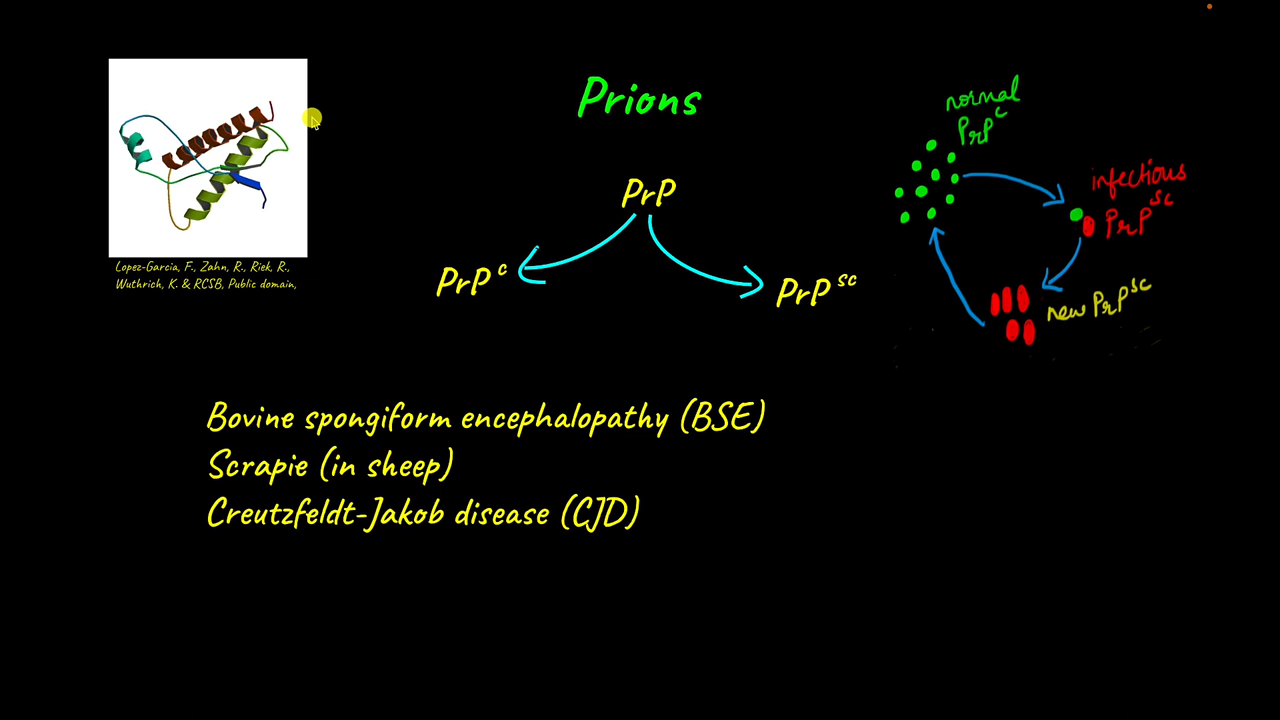 Prions
Lopez-Garcia, F., Zahn, R., Riek, R.,
Wuthrich, K. & RCSB, Public domain,
PrP
PrP^c
PrP^sc
normal
PrP^c
infectious
PrP^sc
new PrP^sc
Bovine spongiform encephalopathy (BSE)
Scrapie (in sheep)
Creutzfeldt-Jakob disease (CJD)